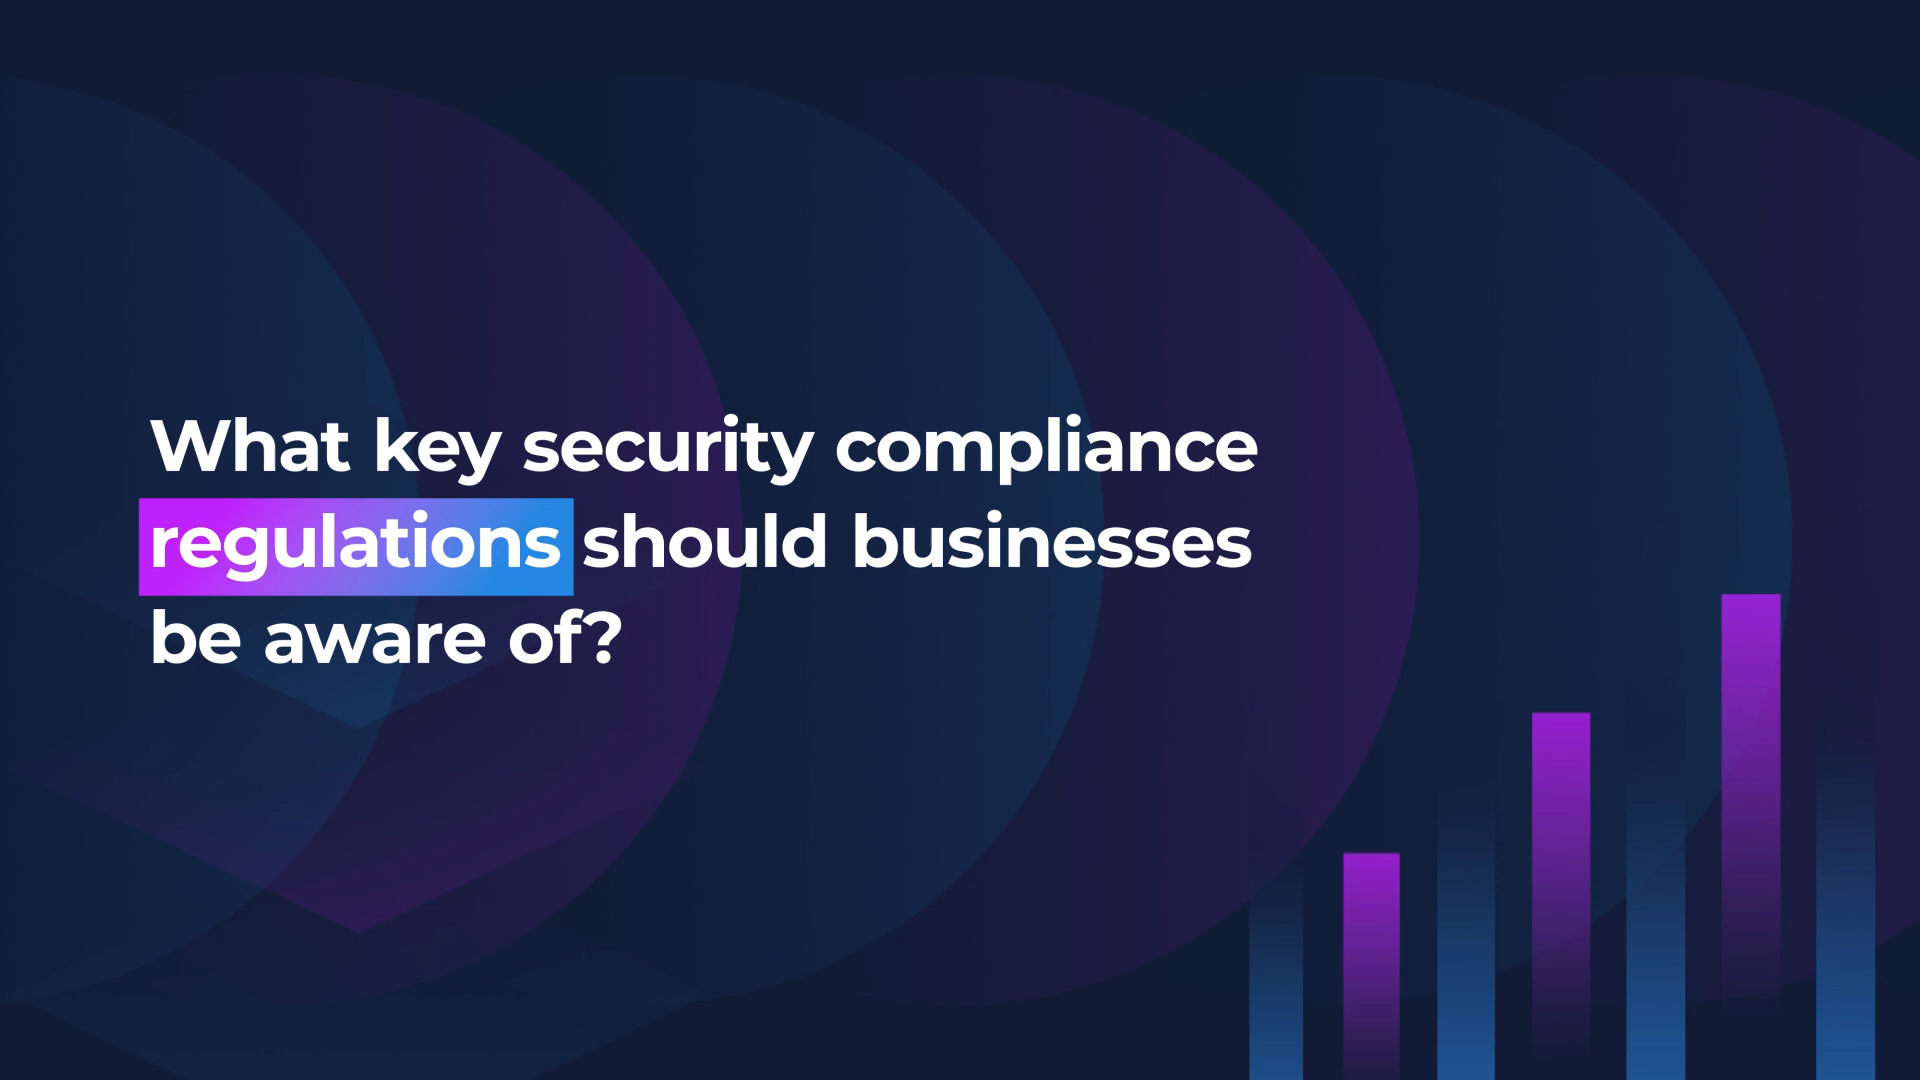 What key security compliance
regulations should businesses
be aware of?